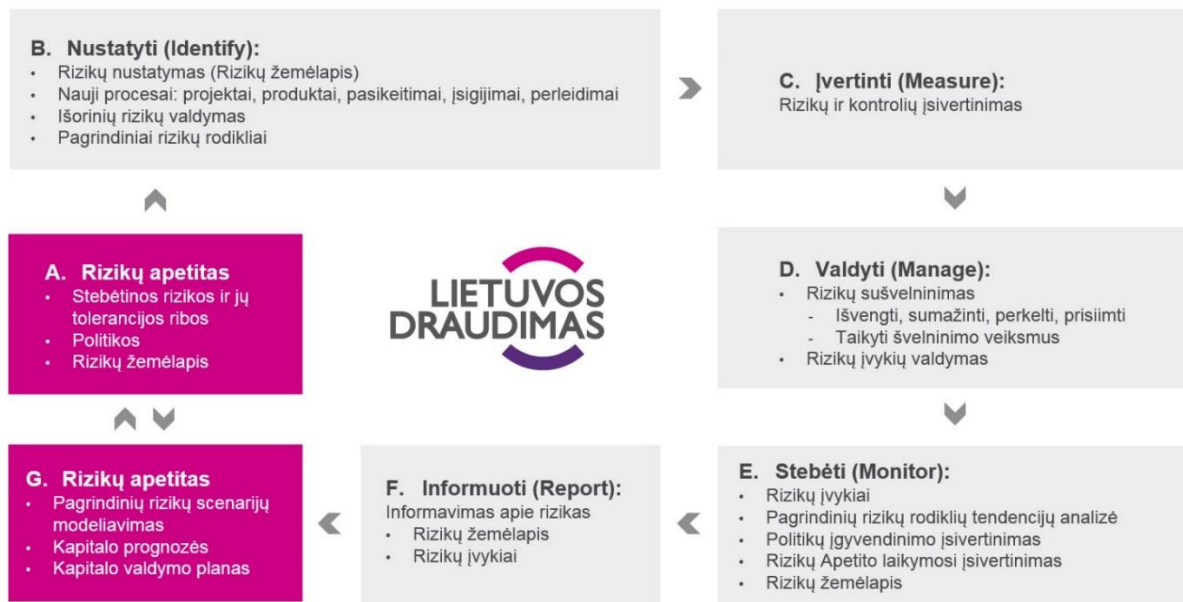 B. Nustatyti (Identify):
• Rizikų nustatymas (Rizikų žemėlapis)
• Nauji procesai: projektai, produktai, pasikeitimai, įsigijimai, perleidimai
• Išorinių rizikų valdymas
• Pagrindiniai rizikų rodikliai
C. Įvertinti (Measure):
Rizikų ir kontrolių įsivertinimas
A. Rizikų apetitas
• Stebėtinos rizikos ir jų
tolerancijos ribos
• Politikos
• Rizikų žemėlapis
LIETUVOS
DRAUDIMAS
D. Valdyti (Manage):
• Rizikų sušvelninimas
- Išvengti, sumažinti, perkelti, prisiimti
- Taikyti švelninimo veiksmus
• Rizikų įvykių valdymas
G. Rizikų apetitas
• Pagrindinių rizikų scenarijų
modeliavimas
• Kapitalo prognozės
• Kapitalo valdymo planas
F. Informuoti (Report):
Informavimas apie rizikas
• Rizikų žemėlapis
• Rizikų įvykiai
E. Stebėti (Monitor):
• Rizikų įvykiai
• Pagrindinių rizikų rodiklių tendencijų analizė
• Politikų įgyvendinimo įsivertinimas
• Rizikų Apetito laikymosi įsivertinimas
• Rizikų žemėlapis